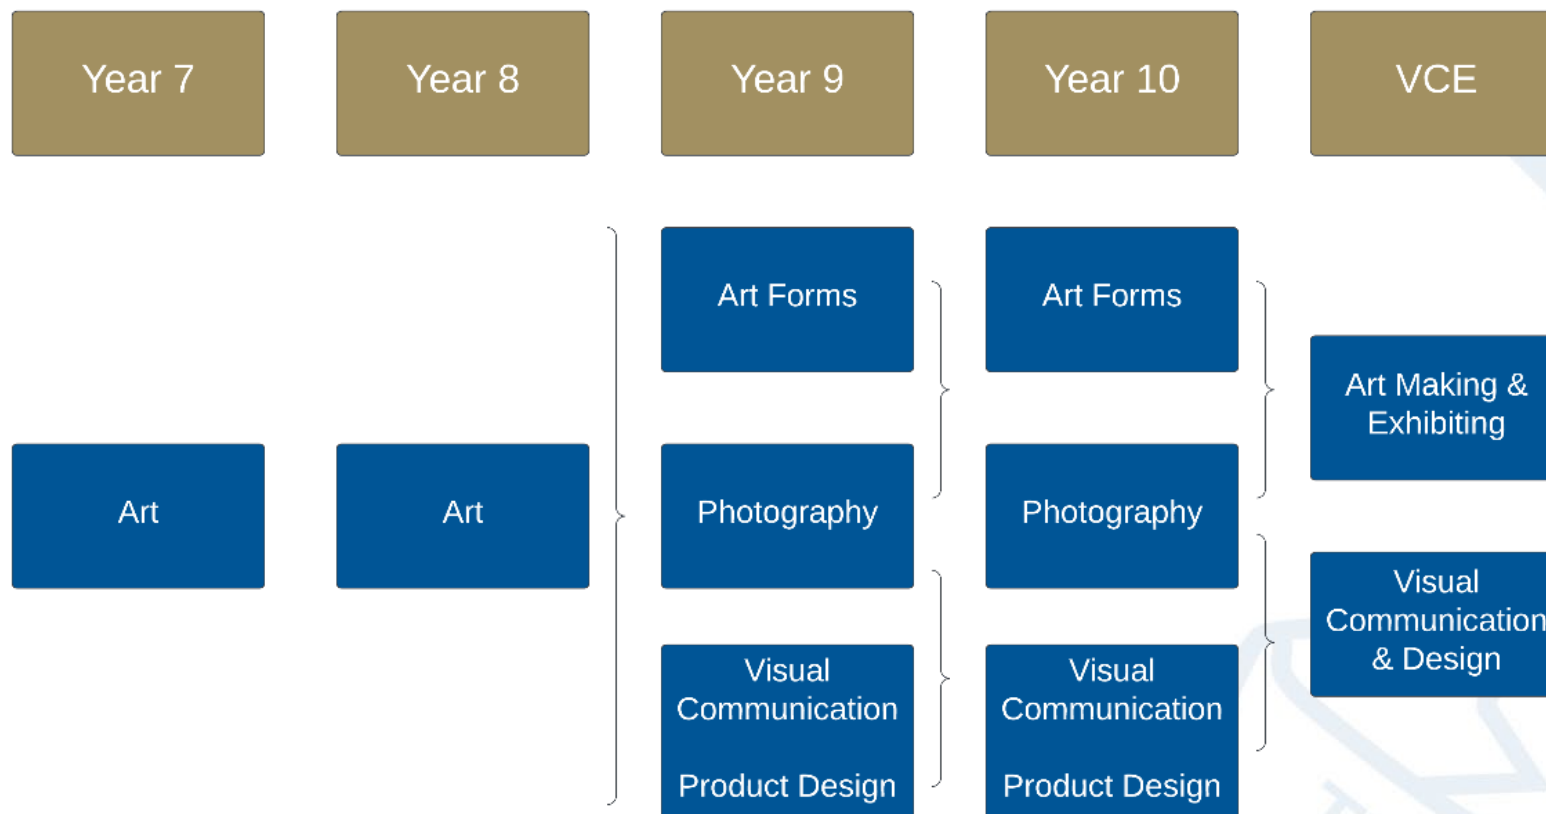 Year 7
Year 8
Year 9
Year 10
VCE
Art Forms
Art Forms
Art Making &
Exhibiting
Art
Art
Photography
Photography
Visual
Communication
& Design
Visual
Communication
Product Design
Visual
Communication
Product Design